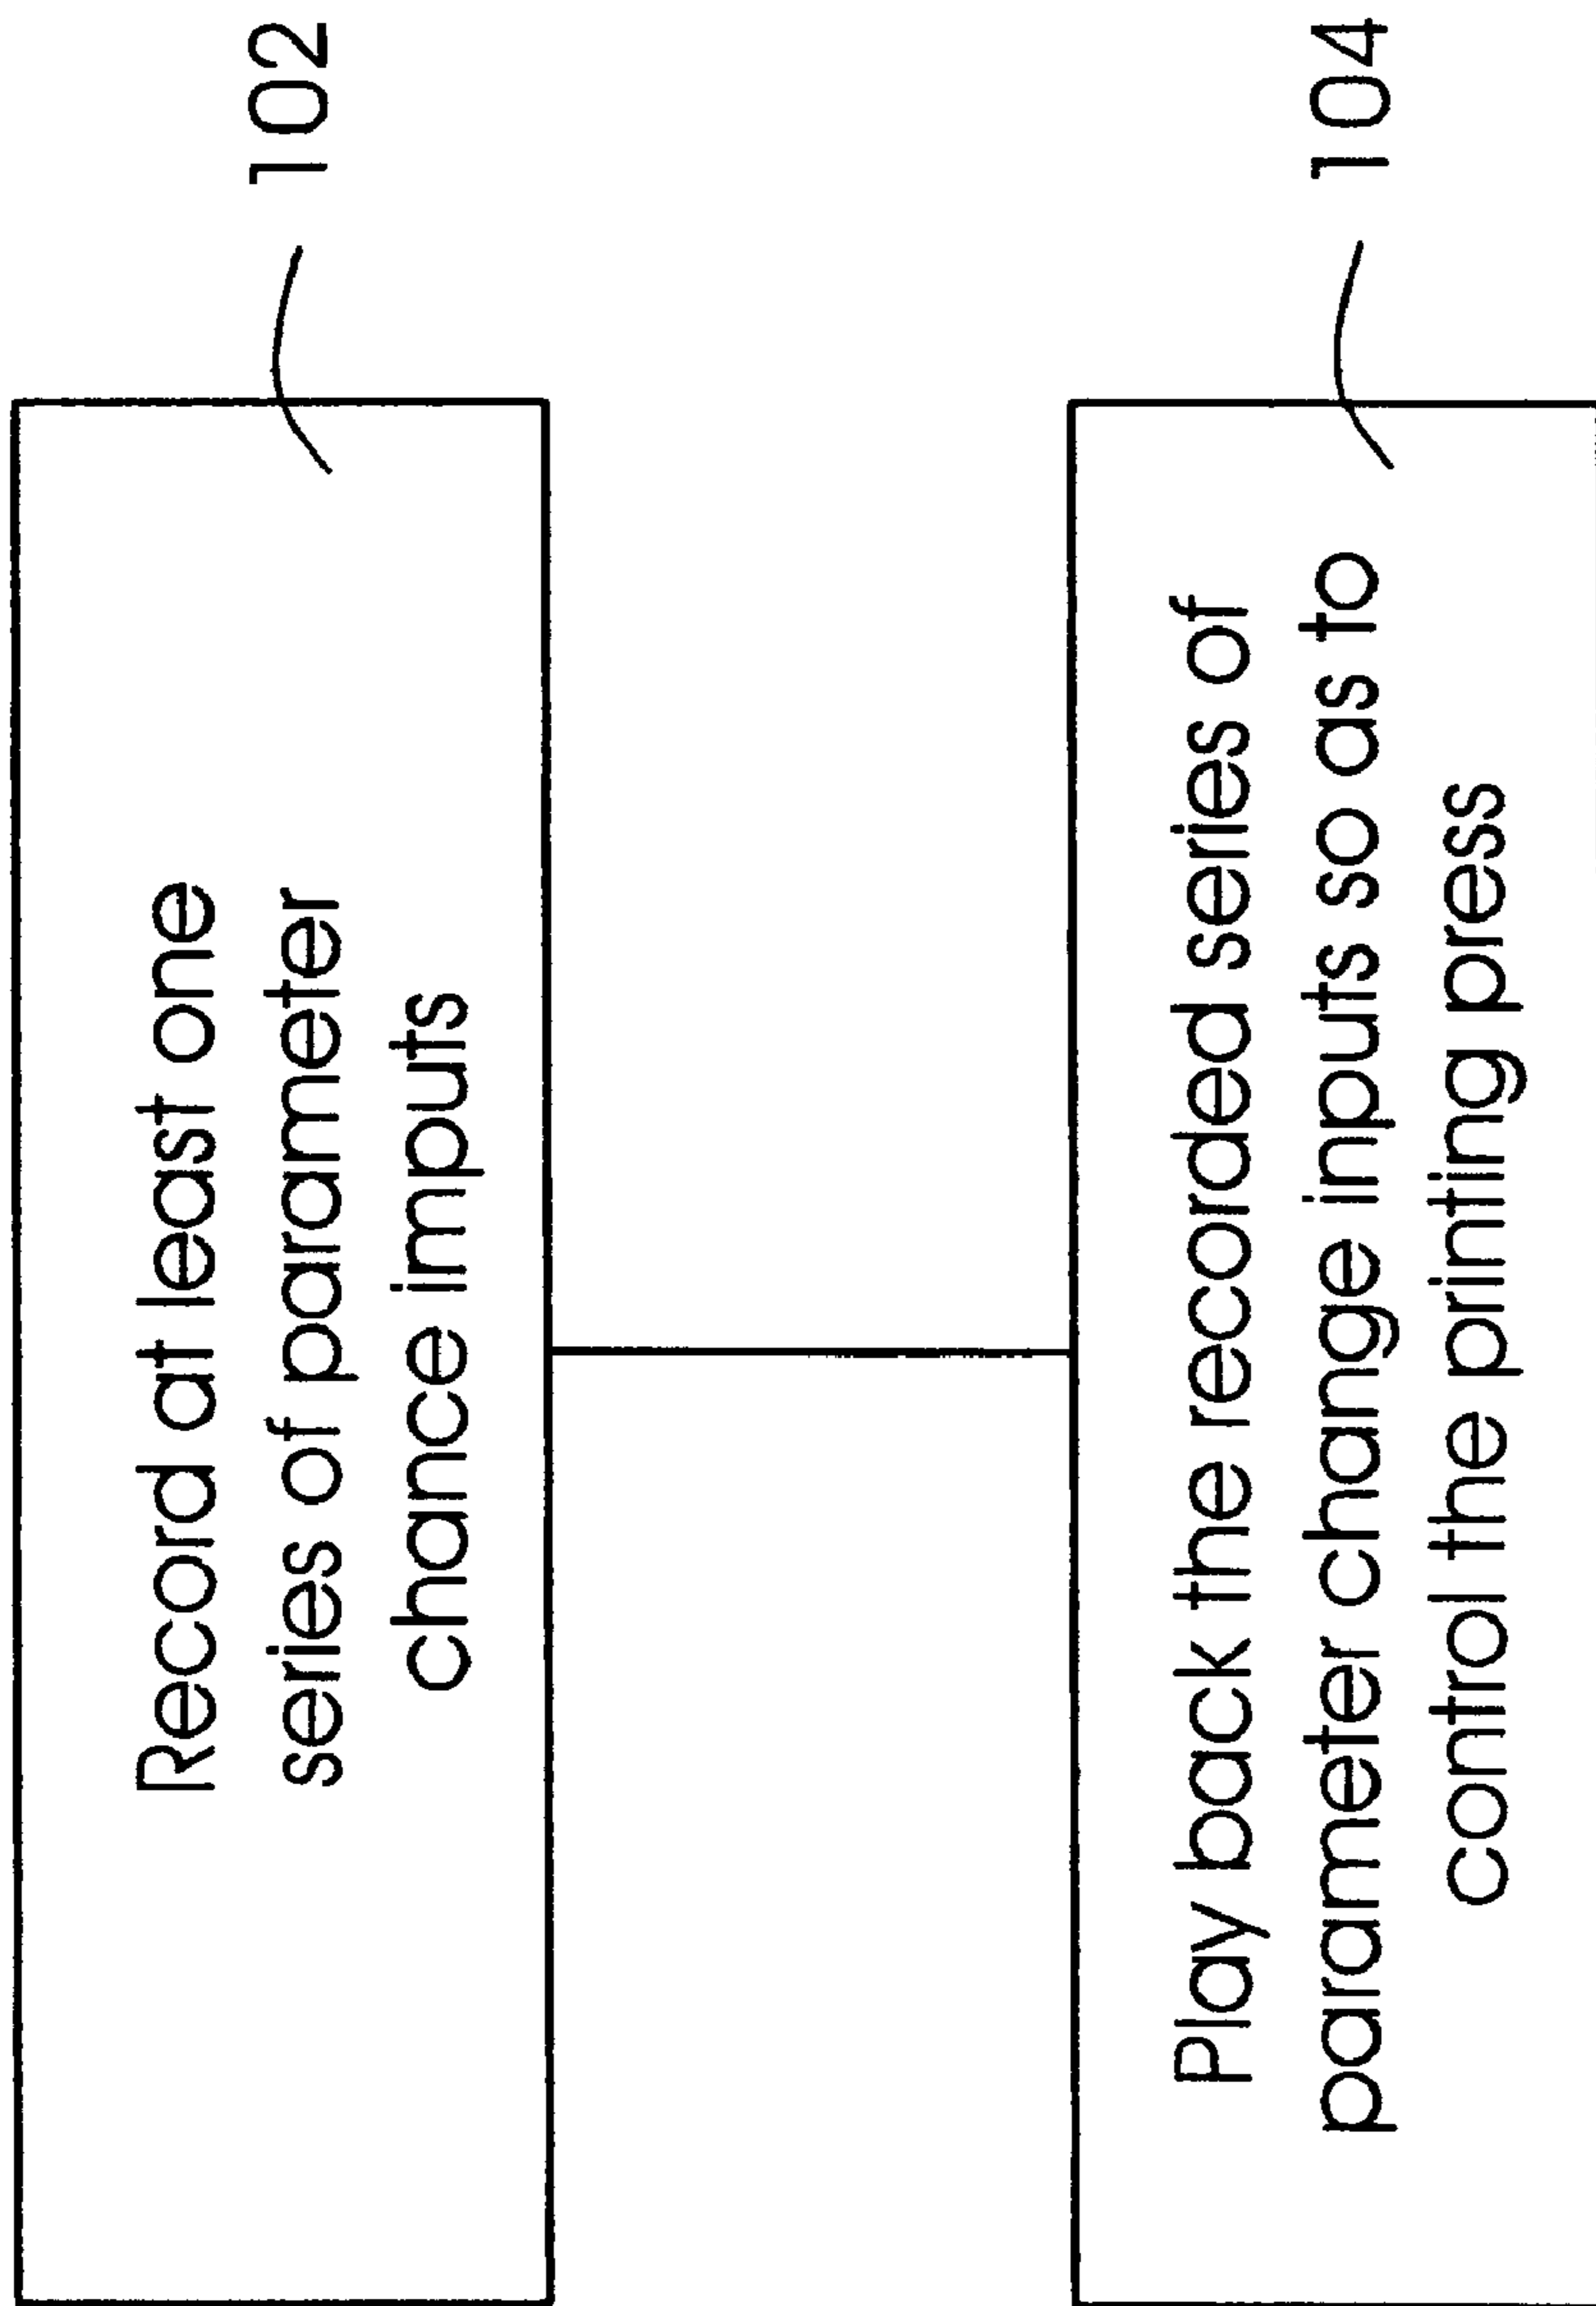 Record at least one
series of parameter
chance imputs
102
Play back the recorded series of
parameter change inputs so as to
control the printing press
104